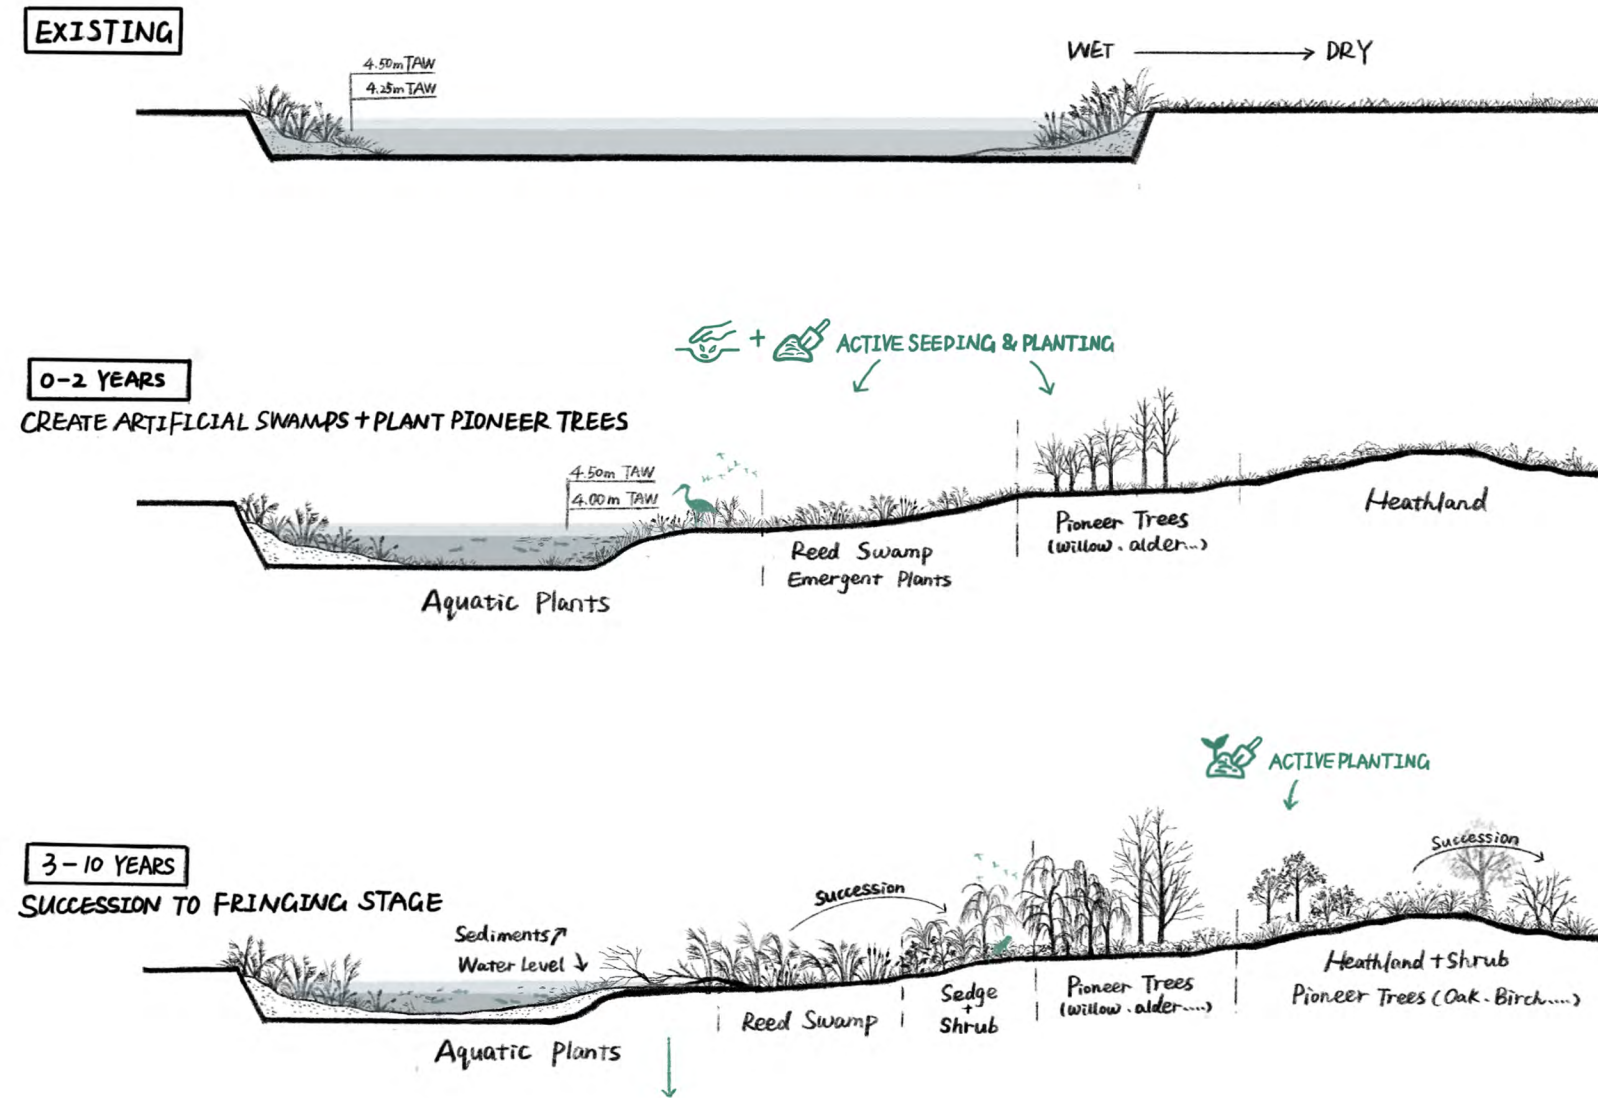 EXISTING
4.50m TAW
4.25m TAW
WET
DRY
ACTIVE SEEDING & PLANTING
0-2 YEARS
CREATE ARTIFICIAL SWAMPS + PLANT PIONEER TREES
4.50m TAW
4.00m TAW
Heathland
Pioneer Trees
(willow. alder...)
Reed Swamp
Emergent Plants
Aquatic Plants
ACTIVE PLANTING
3-10 YEARS
SUCCESSION TO FRINGING STAGE
Succession
Succession
Sediments↗
Water Level ↓
Heathland + Shrub
Pioneer Trees (Oak. Birch....)
Pioneer Trees
(willow. alder....)
Sedge
+
Shrub
Reed Swamp
Aquatic Plants